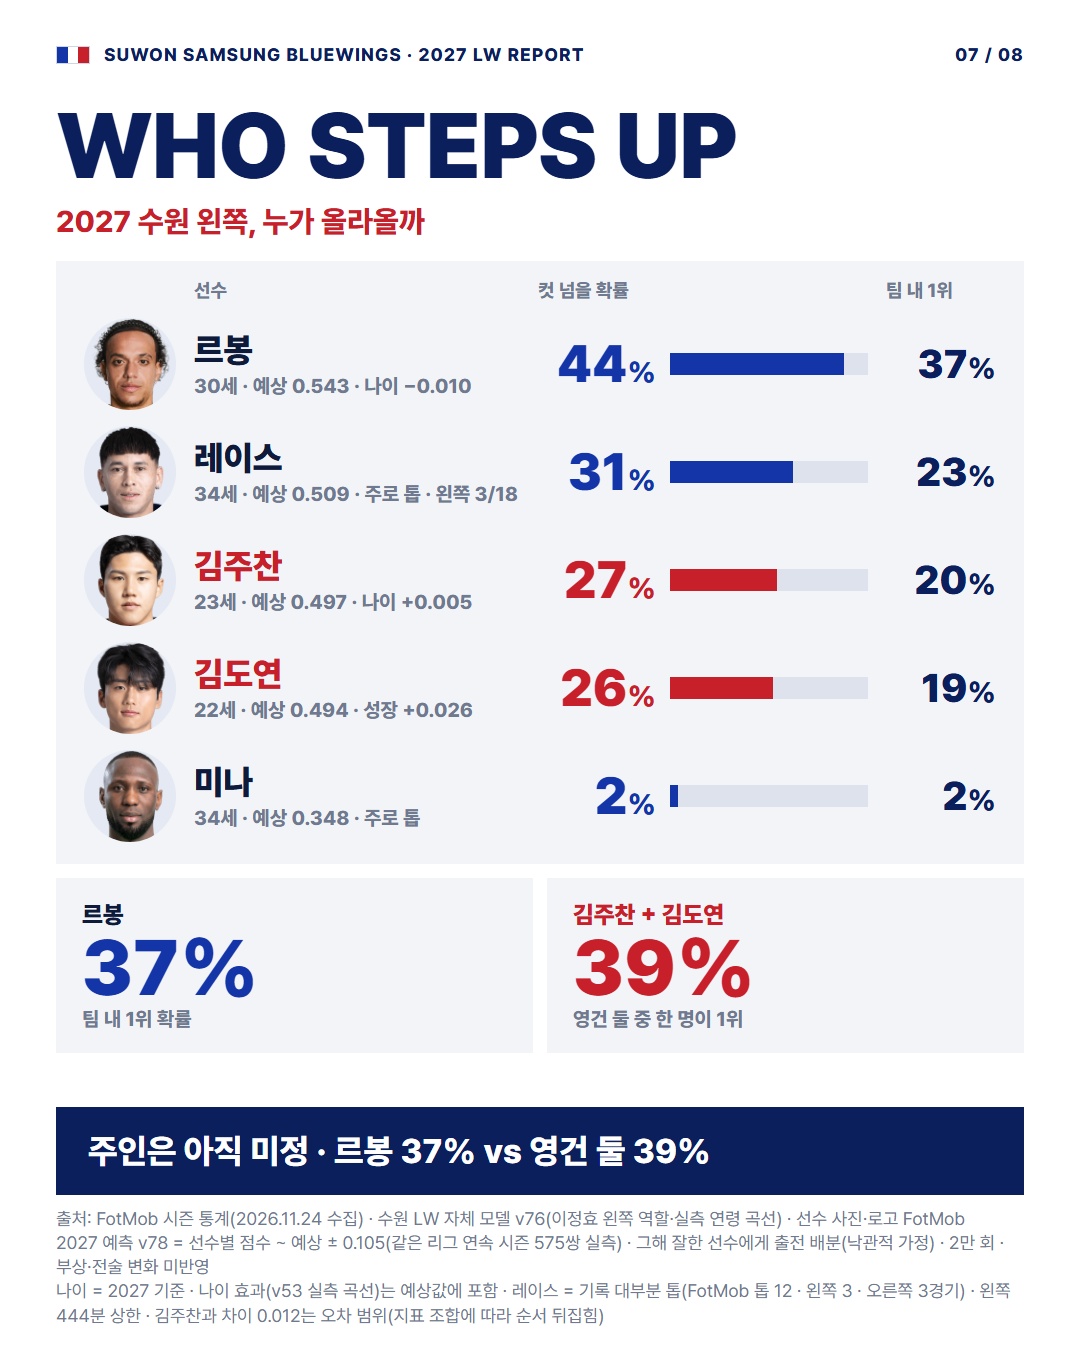 SUWON SAMSUNG BLUEWINGS · 2027 LW REPORT
07 / 08
WHO STEPS UP
2027 수원 왼쪽, 누가 올라올까
선수
컷 넘을 확률
팀 내 1위
르봉
30세 · 예상 0.543 · 나이 −0.010
44%
37%
레이스
34세 · 예상 0.509 · 주로 톱 · 왼쪽 3/18
31%
23%
김주찬
23세 · 예상 0.497 · 나이 +0.005
27%
20%
김도연
22세 · 예상 0.494 · 성장 +0.026
26%
19%
미나
34세 · 예상 0.348 · 주로 톱
2%
2%
르봉
37%
팀 내 1위 확률
김주찬 + 김도연
39%
영건 둘 중 한 명이 1위
주인은 아직 미정 · 르봉 37% vs 영건 둘 39%
출처: FotMob 시즌 통계(2026.11.24 수집) · 수원 LW 자체 모델 v76(이정효 왼쪽 역할·실측 연령 곡선) · 선수 사진·로고 FotMob
2027 예측 v78 = 선수별 점수 ~ 예상 ± 0.105(같은 리그 연속 시즌 575쌍 실측) · 그해 잘한 선수에게 출전 배분(낙관적 가정) · 2만 회 ·
부상·전술 변화 미반영
나이 = 2027 기준 · 나이 효과(v53 실측 곡선)는 예상값에 포함 · 레이스 = 기록 대부분 톱(FotMob 톱 12 · 왼쪽 3 · 오른쪽 3경기) · 왼쪽
444분 상한 · 김주찬과 차이 0.012는 오차 범위(지표 조합에 따라 순서 뒤집힘)